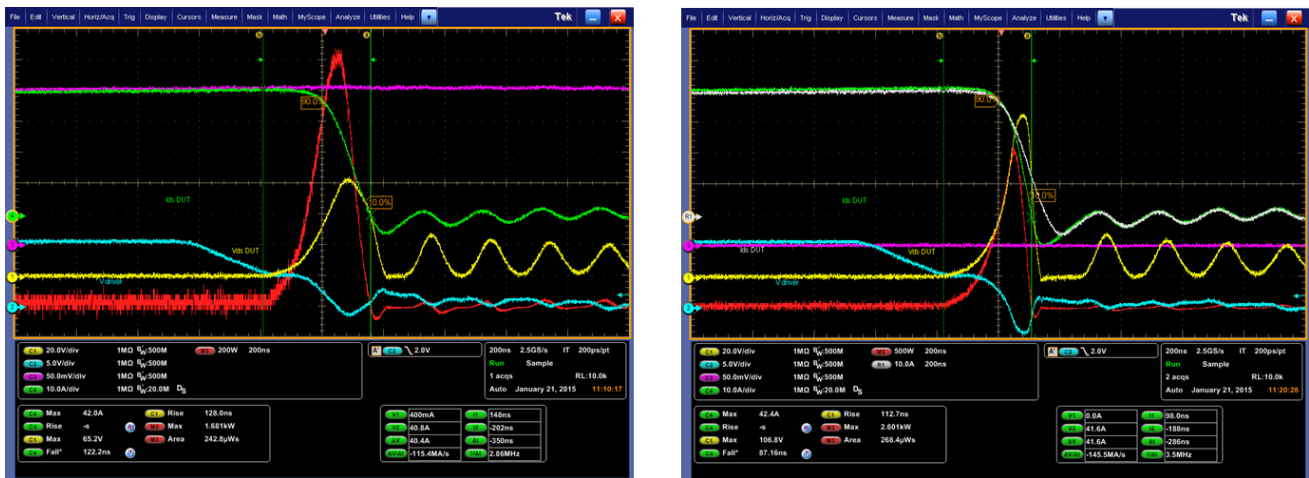 File Edit Vertical Horiz/Acq Trig Display Cursors Measure Mask Math MyScope Analyze Utilities Help Tek X
b a
90.0%
10.0%
Ids DUT
Vds DUT
V driver
C1 20.0V/div 1MΩ BW:500M
C2 5.0V/div 1MΩ BW:500M
C3 50.0mV/div 1MΩ BW:500M
C4 10.0A/div 1MΩ BW:20.0M DS
M3 200W 200ns
A' C2 2.0V
200ns 2.5GS/s IT 200ps/pt
Run Sample
1 acqs RL:10.0k
Auto January 21, 2015 11:10:17
C4 Max 42.0A
C4 Rise -s
C1 Max 65.2V
C4 Fall* 122.2ns
C1 Rise 128.0ns
M3 Max 1.681kW
M3 Area 242.8µWs
V1 400mA t1 148ns
V2 40.8A t2 -202ns
ΔV 40.4A Δt -350ns
ΔV/Δt -115.4MA/s 1/Δt 2.86MHz
File Edit Vertical Horiz/Acq Trig Display Cursors Measure Mask Math MyScope Analyze Utilities Help Tek X
b a
90.0%
10.0%
Ids DUT
R1
Ids DUT
Vds DUT
V driver
C1 20.0V/div 1MΩ BW:500M
C2 5.0V/div 1MΩ BW:500M
C3 50.0mV/div 1MΩ BW:500M
C4 10.0A/div 1MΩ BW:20.0M DS
M3 500W 200ns
R1 10.0A 200ns
A' C2 2.0V
200ns 2.5GS/s IT 200ps/pt
Run Sample
2 acqs RL:10.0k
Auto January 21, 2015 11:20:28
C4 Max 42.4A
C4 Rise -s
C1 Max 106.8V
C4 Fall* 87.16ns
C1 Rise 112.7ns
M3 Max 2.601kW
M3 Area 268.4µWs
V1 0.0A t1 98.0ns
V2 41.6A t2 -188ns
ΔV 41.6A Δt -286ns
ΔV/Δt -145.5MA/s 1/Δt 3.5MHz